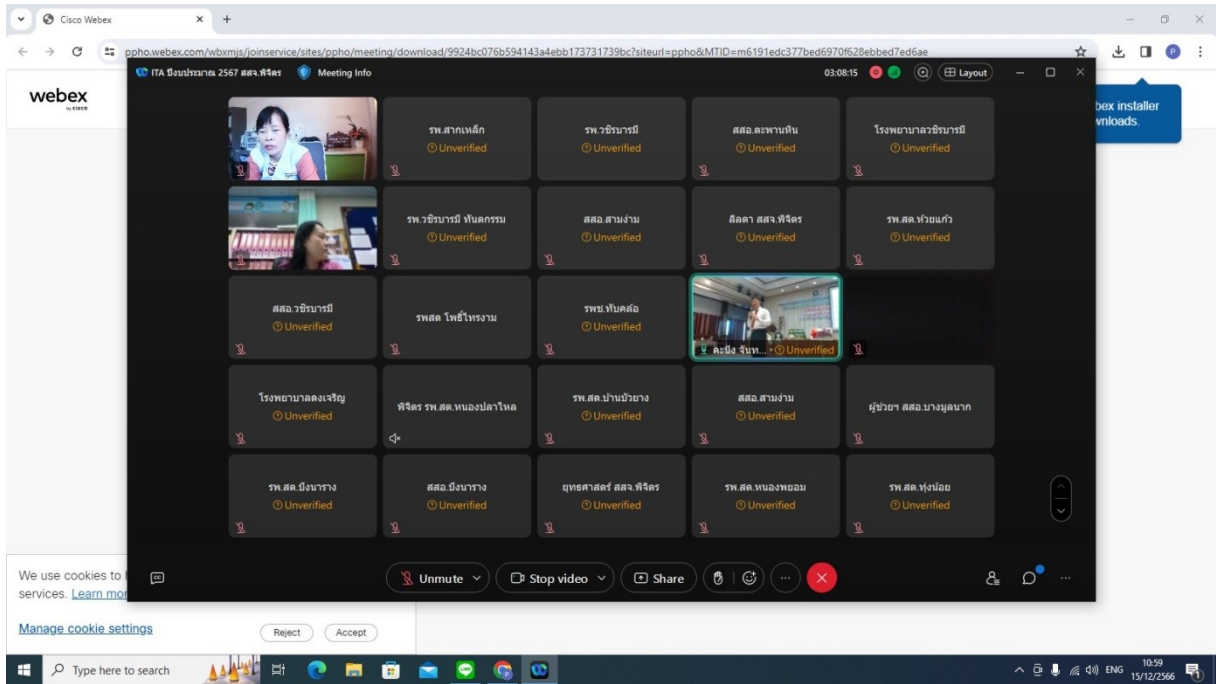 Cisco Webex
ppho.webex.com/wbxmjs/joinservice/sites/ppho/meeting/download/9924bc076b594143a4ebb173731739bc?siteurl=ppho&MTID=m6191edc377bed6970f628ebbed7ed6ae
webex
by CISCO
ITA ปีงบประมาณ 2567 สสจ.พิจิตร Meeting Info 03:08:15 Layout
bex installer
wnloads.
รพ.สากเหล็ก รพ.วชิรบารมี สสอ.ตะพานหิน โรงพยาบาลวชิรบารมี
Unverified Unverified Unverified Unverified
รพ.วชิรบารมี ทันตกรรม สสอ.สามง่าม ลิลดา สสจ.พิจิตร รพ.สต.ห้วยแก้ว
Unverified Unverified Unverified Unverified
สสอ.วชิรบารมี รพสต โพธิ์ไทรงาม รพช.ทับคล้อ
Unverified Unverified
คะนึง จันท... Unverified
โรงพยาบาลดงเจริญ พิจิตร รพ.สต.หนองปลาไหล รพ.สต.บ้านบัวยาง สสอ.สามง่าม ผู้ช่วยฯ สสอ.บางมูลนาก
Unverified Unverified Unverified
รพ.สต.บึงนาราง สสอ.บึงนาราง ยุทธศาสตร์ สสจ.พิจิตร รพ.สต.หนองพยอม รพ.สต.ทุ่งน้อย
Unverified Unverified Unverified Unverified Unverified
We use cookies to
services. Learn mor
Unmute Stop video Share
Manage cookie settings Reject Accept
Type here to search ENG 10:59
15/12/2566